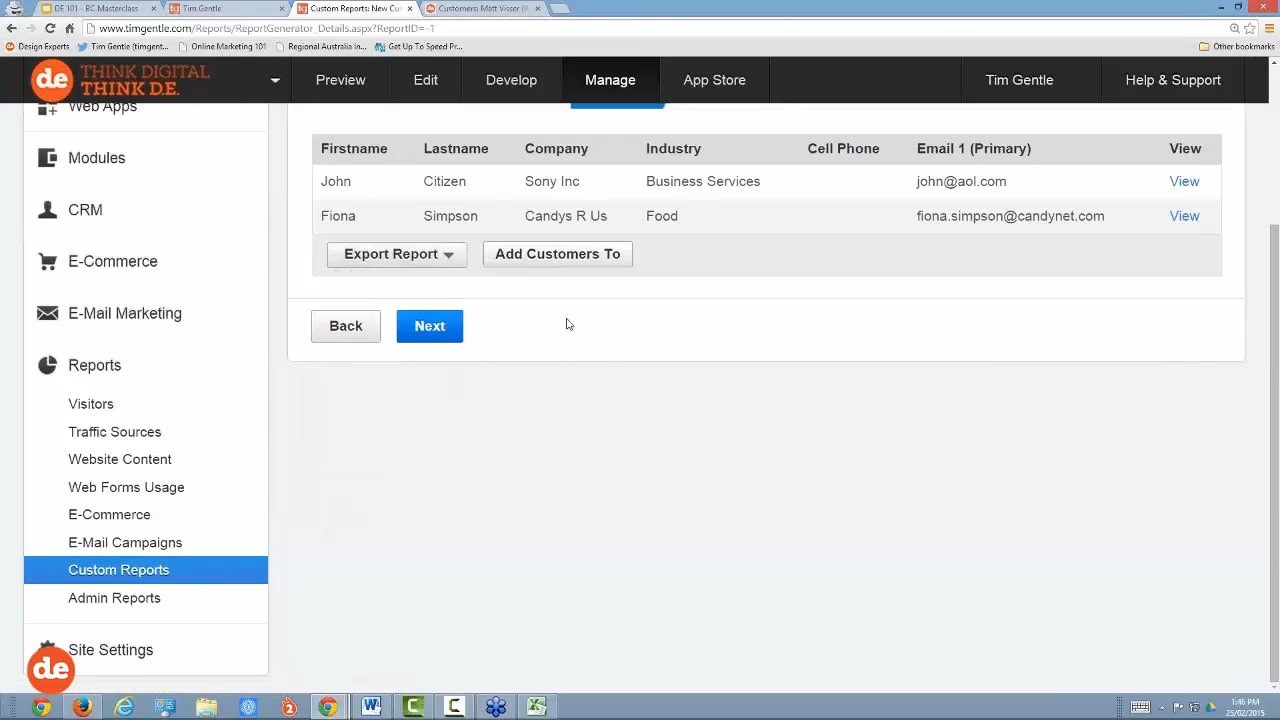 DE 101 - BC Masterclass
Tim Gentle
Custom Reports: New Cu
Customers: Matt Visser
www.timgentle.com/Reports/ReportGenerator_Details.aspx?ReportID=-1
Design Experts
Tim Gentle (timgent...
Online Marketing 101
Regional Australia In...
Get Up To Speed Pr...
Other bookmarks
d.e
THINK DIGITAL
THINK D.E.
Preview
Edit
Develop
Manage
App Store
Tim Gentle
Help & Support
Web Apps
Modules
CRM
E-Commerce
E-Mail Marketing
Reports
Visitors
Traffic Sources
Website Content
Web Forms Usage
E-Commerce
E-Mail Campaigns
Custom Reports
Admin Reports
Site Settings
Firstname Lastname Company Industry Cell Phone Email 1 (Primary) View
John Citizen Sony Inc Business Services john@aol.com View
Fiona Simpson Candys R Us Food fiona.simpson@candynet.com View
Export Report
Add Customers To
Back
Next
d.e
1:46 PM
25/02/2015